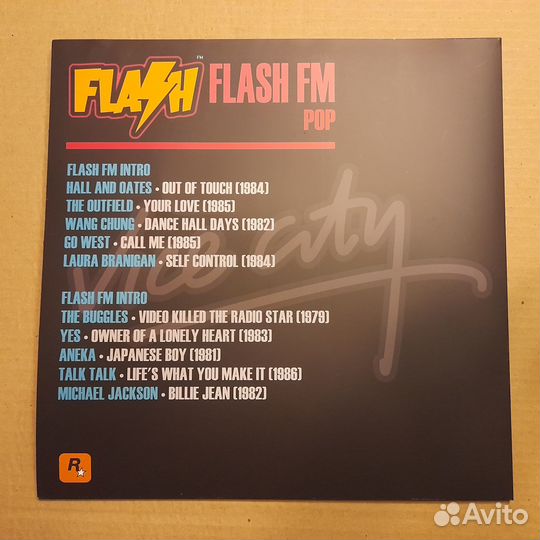 FLASH FM
FLASH FM
POP
FLASH FM INTRO
HALL AND OATES • OUT OF TOUCH (1984)
THE OUTFIELD • YOUR LOVE (1985)
WANG CHUNG • DANCE HALL DAYS (1982)
GO WEST • CALL ME (1985)
LAURA BRANIGAN • SELF CONTROL (1984)
vice city
FLASH FM INTRO
THE BUGGLES • VIDEO KILLED THE RADIO STAR (1979)
YES • OWNER OF A LONELY HEART (1983)
ANEKA • JAPANESE BOY (1981)
TALK TALK • LIFE'S WHAT YOU MAKE IT (1986)
MICHAEL JACKSON • BILLIE JEAN (1982)
R
Avito